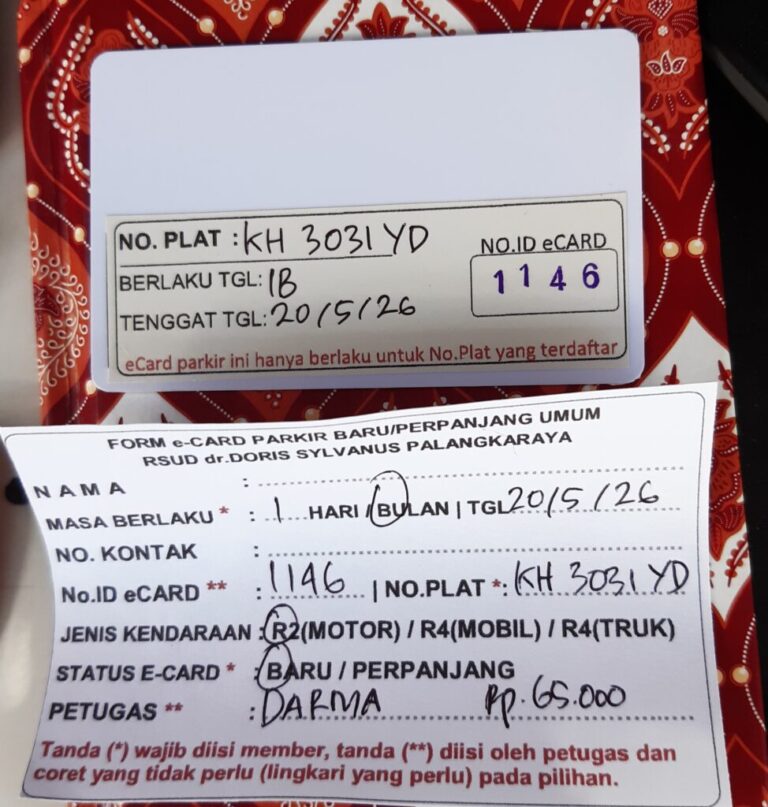 NO. PLAT : KH 3031 YD
NO.ID eCARD
1146
BERLAKU TGL: 1B
TENGGAT TGL: 20/5/26
eCard parkir ini hanya berlaku untuk No.Plat yang terdaftar
FORM e-CARD PARKIR BARU/PERPANJANG UMUM
RSUD dr.DORIS SYLVANUS PALANGKARAYA
NAMA :
MASA BERLAKU * : 1 HARI / BULAN | TGL 20/5/26
NO. KONTAK :
No.ID eCARD ** : 1146 | NO.PLAT *: KH 3031 YD
JENIS KENDARAAN : R2(MOTOR) / R4(MOBIL) / R4(TRUK)
STATUS E-CARD * : BARU / PERPANJANG
PETUGAS ** : DARMA Rp. 65.000
Tanda (*) wajib diisi member, tanda (**) diisi oleh petugas dan
coret yang tidak perlu (lingkari yang perlu) pada pilihan.